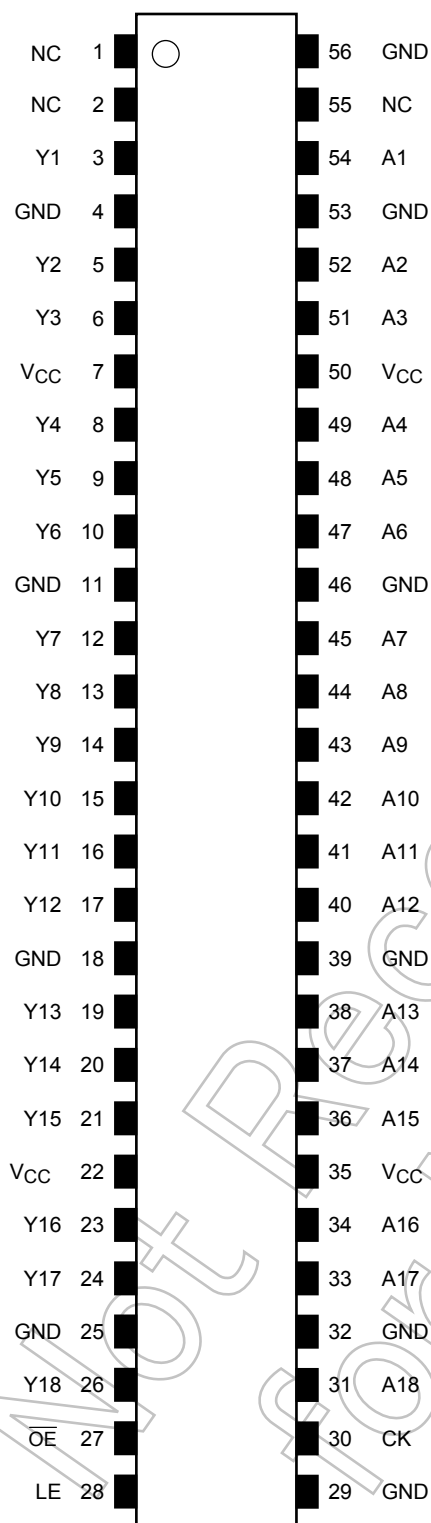 NC 1 56 GND
NC 2 55 NC
Y1 3 54 A1
GND 4 53 GND
Y2 5 52 A2
Y3 6 51 A3
VCC 7 50 VCC
Y4 8 49 A4
Y5 9 48 A5
Y6 10 47 A6
GND 11 46 GND
Y7 12 45 A7
Y8 13 44 A8
Y9 14 43 A9
Y10 15 42 A10
Y11 16 41 A11
Y12 17 40 A12
GND 18 39 GND
Y13 19 38 A13
Y14 20 37 A14
Y15 21 36 A15
VCC 22 35 VCC
Y16 23 34 A16
Y17 24 33 A17
GND 25 32 GND
Y18 26 31 A18
O̅E̅ 27 30 CK
LE 28 29 GND
Not
for